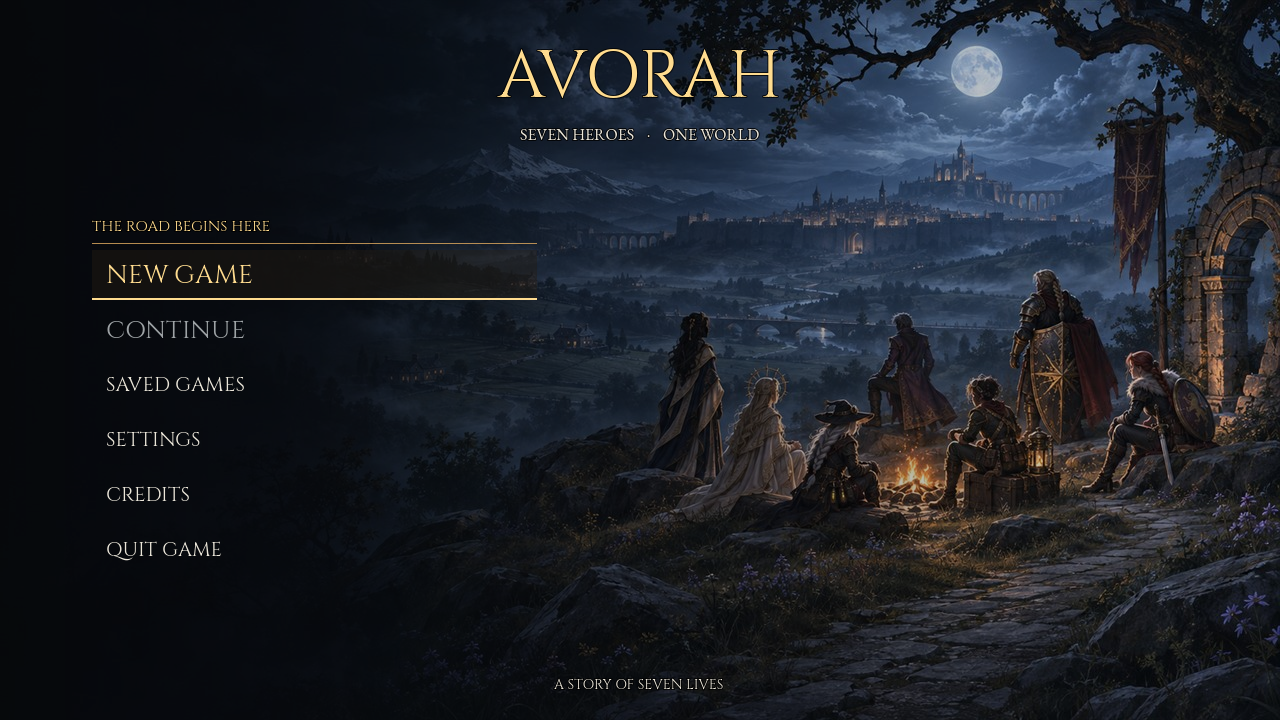 AVORAH
SEVEN HEROES · ONE WORLD
THE ROAD BEGINS HERE
NEW GAME
CONTINUE
SAVED GAMES
SETTINGS
CREDITS
QUIT GAME
A STORY OF SEVEN LIVES